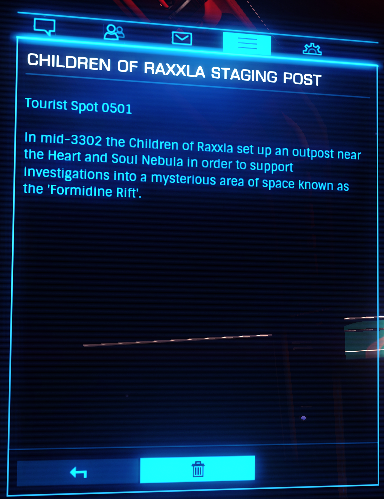 CHILDREN OF RAXXLA STAGING POST
Tourist Spot 0501
In mid-3302 the Children of Raxxla set up an outpost near
the Heart and Soul Nebula in order to support
investigations into a mysterious area of space known as
the 'Formidine Rift'.